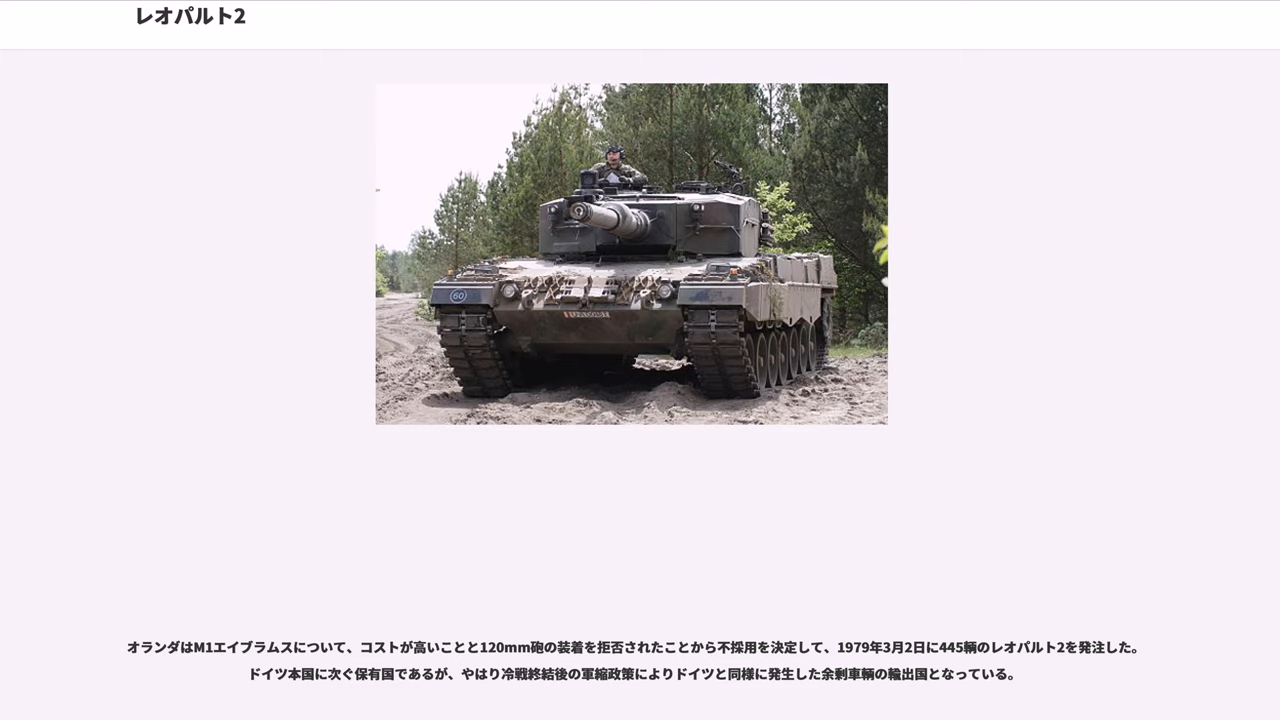 レオパルト2
60
オランダはM1エイブラムスについて、コストが高いことと120mm砲の装着を拒否されたことから不採用を決定して、1979年3月2日に445輌のレオパルト2を発注した。
ドイツ本国に次ぐ保有国であるが、やはり冷戦終結後の軍縮政策によりドイツと同様に発生した余剰車輌の輸出国となっている。